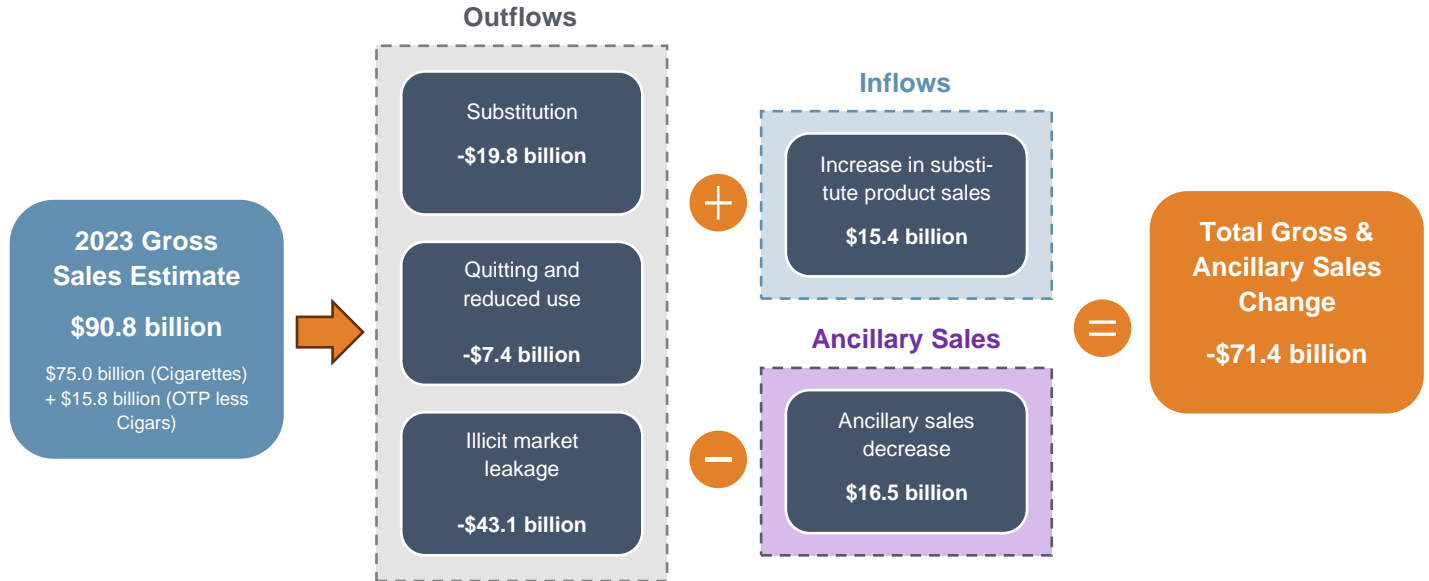 Outflows
Substitution
-$19.8 billion
Quitting and
reduced use
-$7.4 billion
Illicit market
leakage
-$43.1 billion
2023 Gross
Sales Estimate
$90.8 billion
$75.0 billion (Cigarettes)
+ $15.8 billion (OTP less
Cigars)
Inflows
Increase in substi-
tute product sales
$15.4 billion
Ancillary Sales
Ancillary sales
decrease
$16.5 billion
Total Gross &
Ancillary Sales
Change
-$71.4 billion